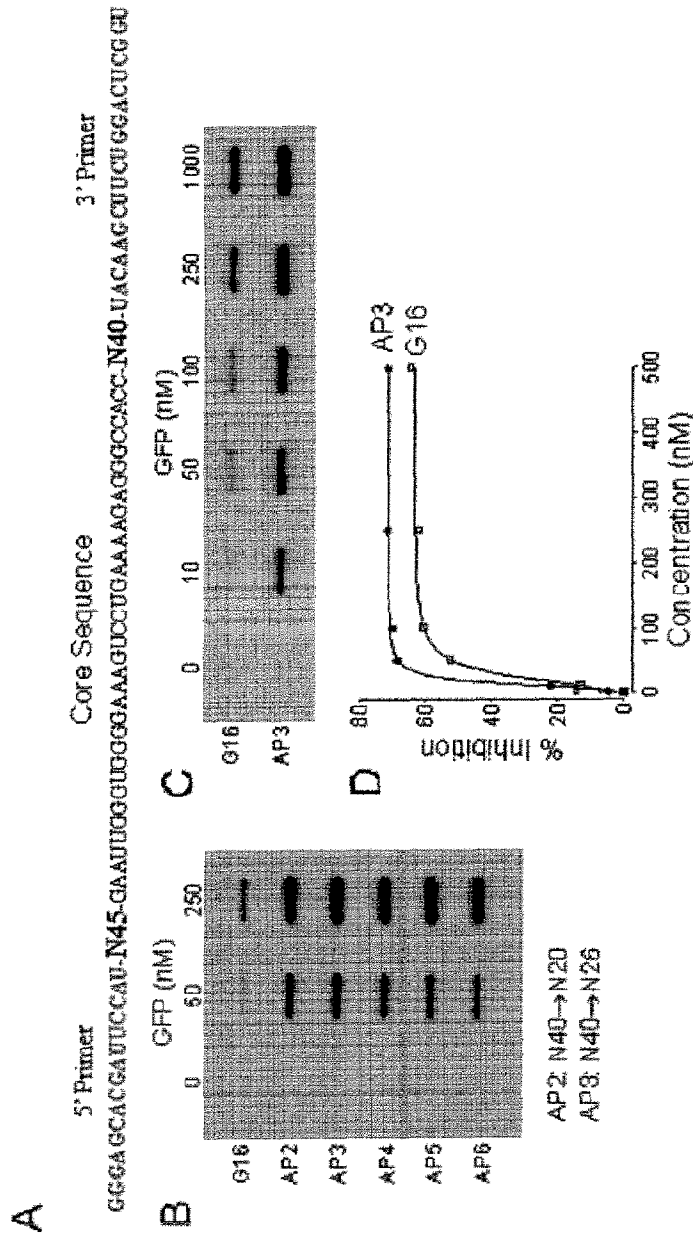 A
5' Primer
Core Sequence
3' Primer
GGGAGCACGAUUCCAU-N45-GAAUUGGGUGGGGAAAGUCCUGAAAAGAGGGCCACC-N40-UACAAGCUUCUGGACUCGGU
B
GFP (nM)
0 60 250
G16
AP2
AP3
AP4
AP5
AP6
AP2: N40→N20
AP3: N40→N26
C
GFP (nM)
0 10 50 100 250 1000
G16
AP3
D
% Inhibition
80
60
40
20
0
AP3
G16
0 100 200 300 400 500
Concentration (nM)